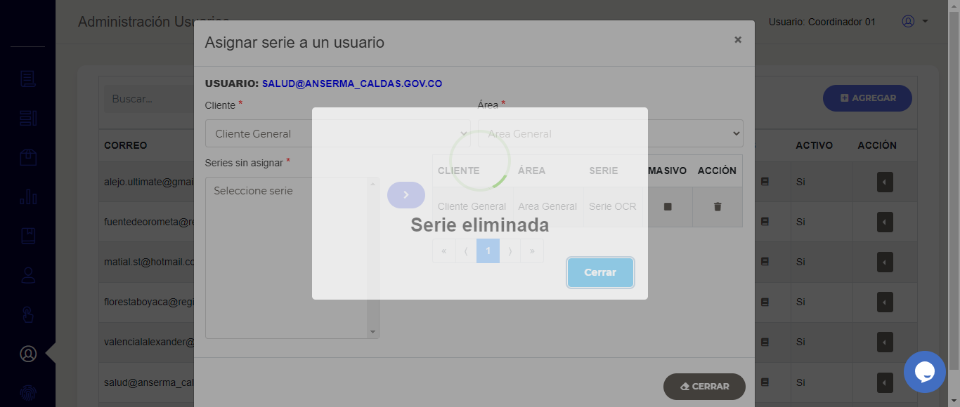 Administración Usuarios
Usuario: Coordinador 01
Asignar serie a un usuario
×
USUARIO: SALUD@ANSERMA_CALDAS.GOV.CO
Cliente *
Área *
Cliente General
Area General
Series sin asignar *
Seleccione serie
CLIENTE ÁREA SERIE MASIVO ACCIÓN
Cliente General Area General Serie OCR
« ⟨ 1 ⟩ »
Serie eliminada
Cerrar
CERRAR
Buscar...
AGREGAR
CORREO ACTIVO ACCIÓN
alejo.ultimate@gmai Si
fuentedeorometa@re Si
matial.st@hotmail.co Si
florestaboyaca@regi Si
valencialalexander@ Si
salud@anserma_cal Si